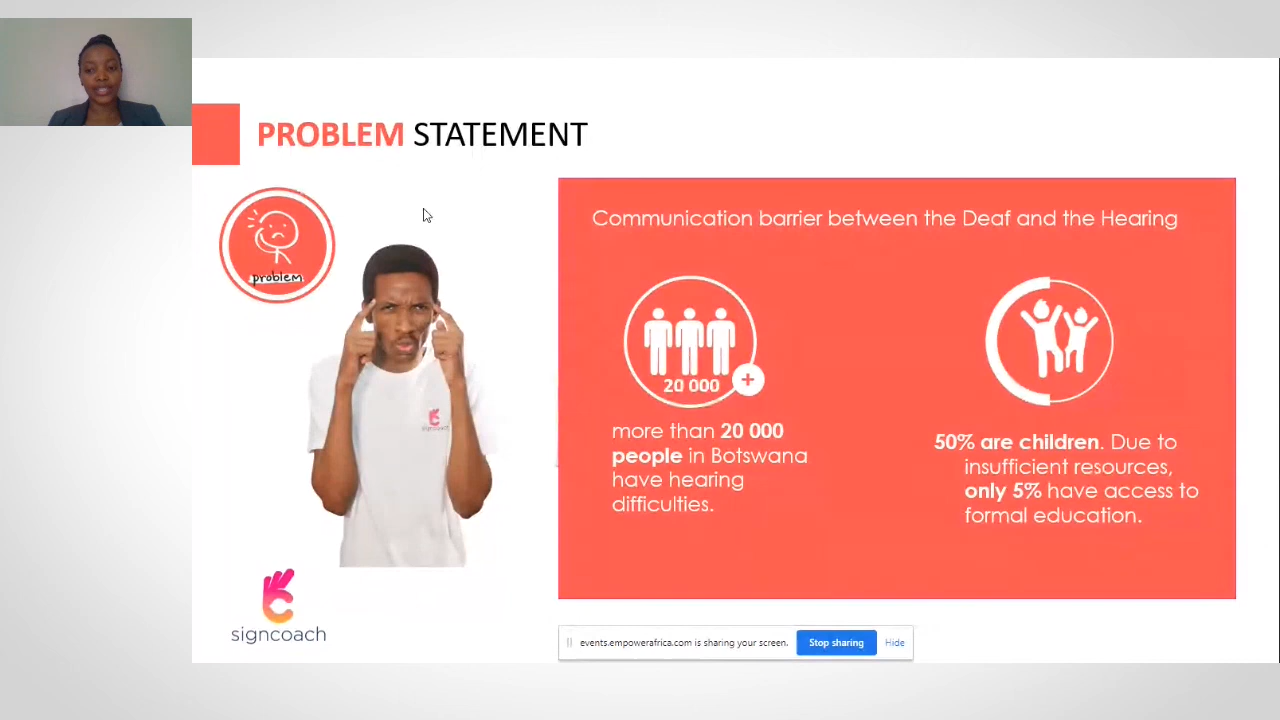 PROBLEM STATEMENT
problem
signcoach
Communication barrier between the Deaf and the Hearing
20 000
+
more than 20 000
people in Botswana
have hearing
difficulties.
50% are children. Due to
insufficient resources,
only 5% have access to
formal education.
signcoach
events.empowerafrica.com is sharing your screen.
Stop sharing
Hide